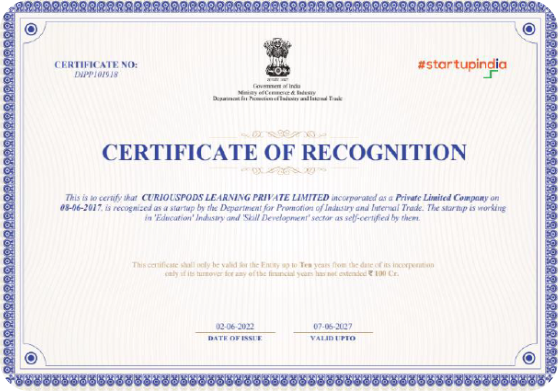 CERTIFICATE NO:
DIPP101918
#startupindia
Government of India
Ministry of Commerce & Industry
Department for Promotion of Industry and Internal Trade
CERTIFICATE OF RECOGNITION
This is to certify that CURIOUSPODS LEARNING PRIVATE LIMITED incorporated as a Private Limited Company on
08-06-2017, is recognized as a startup by the Department for Promotion of Industry and Internal Trade. The startup is working
in 'Education' Industry and 'Skill Development' sector as self-certified by them.
This certificate shall only be valid for the Entity up to Ten years from the date of its incorporation
only if its turnover for any of the financial years has not exceeded ₹ 100 Cr.
02-06-2022 07-06-2027
DATE OF ISSUE VALID UPTO